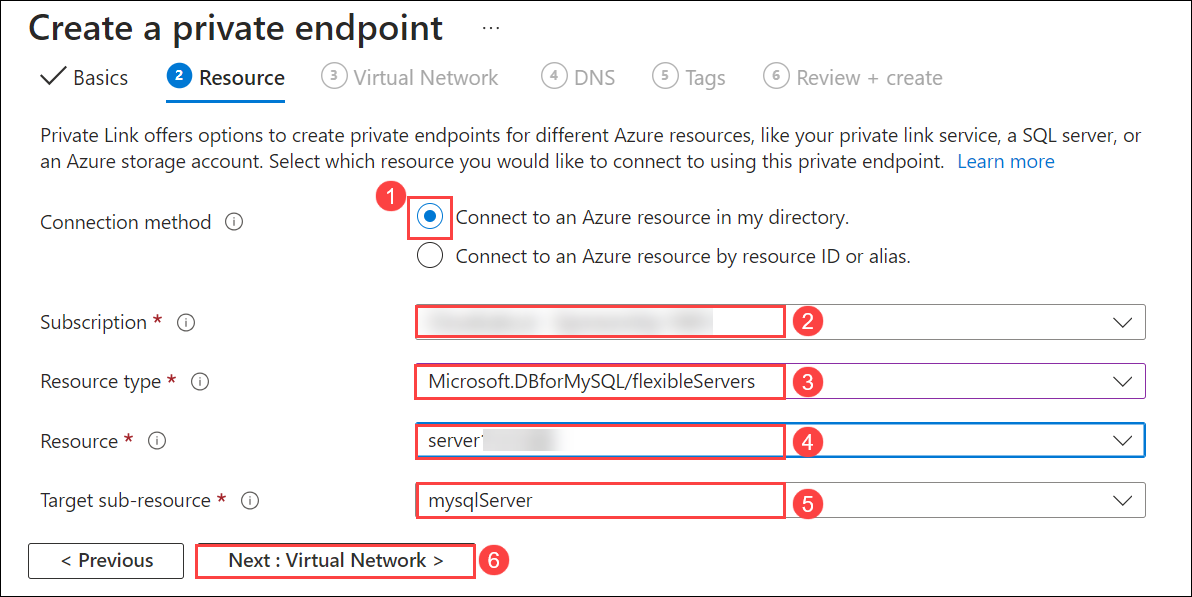 Create a private endpoint ...
Basics 2 Resource 3 Virtual Network 4 DNS 5 Tags 6 Review + create
Private Link offers options to create private endpoints for different Azure resources, like your private link service, a SQL server, or
an Azure storage account. Select which resource you would like to connect to using this private endpoint. Learn more
1
Connection method i Connect to an Azure resource in my directory.
Connect to an Azure resource by resource ID or alias.
Subscription * i 2
Resource type * i Microsoft.DBforMySQL/flexibleServers 3
Resource * i server 4
Target sub-resource * i mysqlServer 5
< Previous Next : Virtual Network > 6